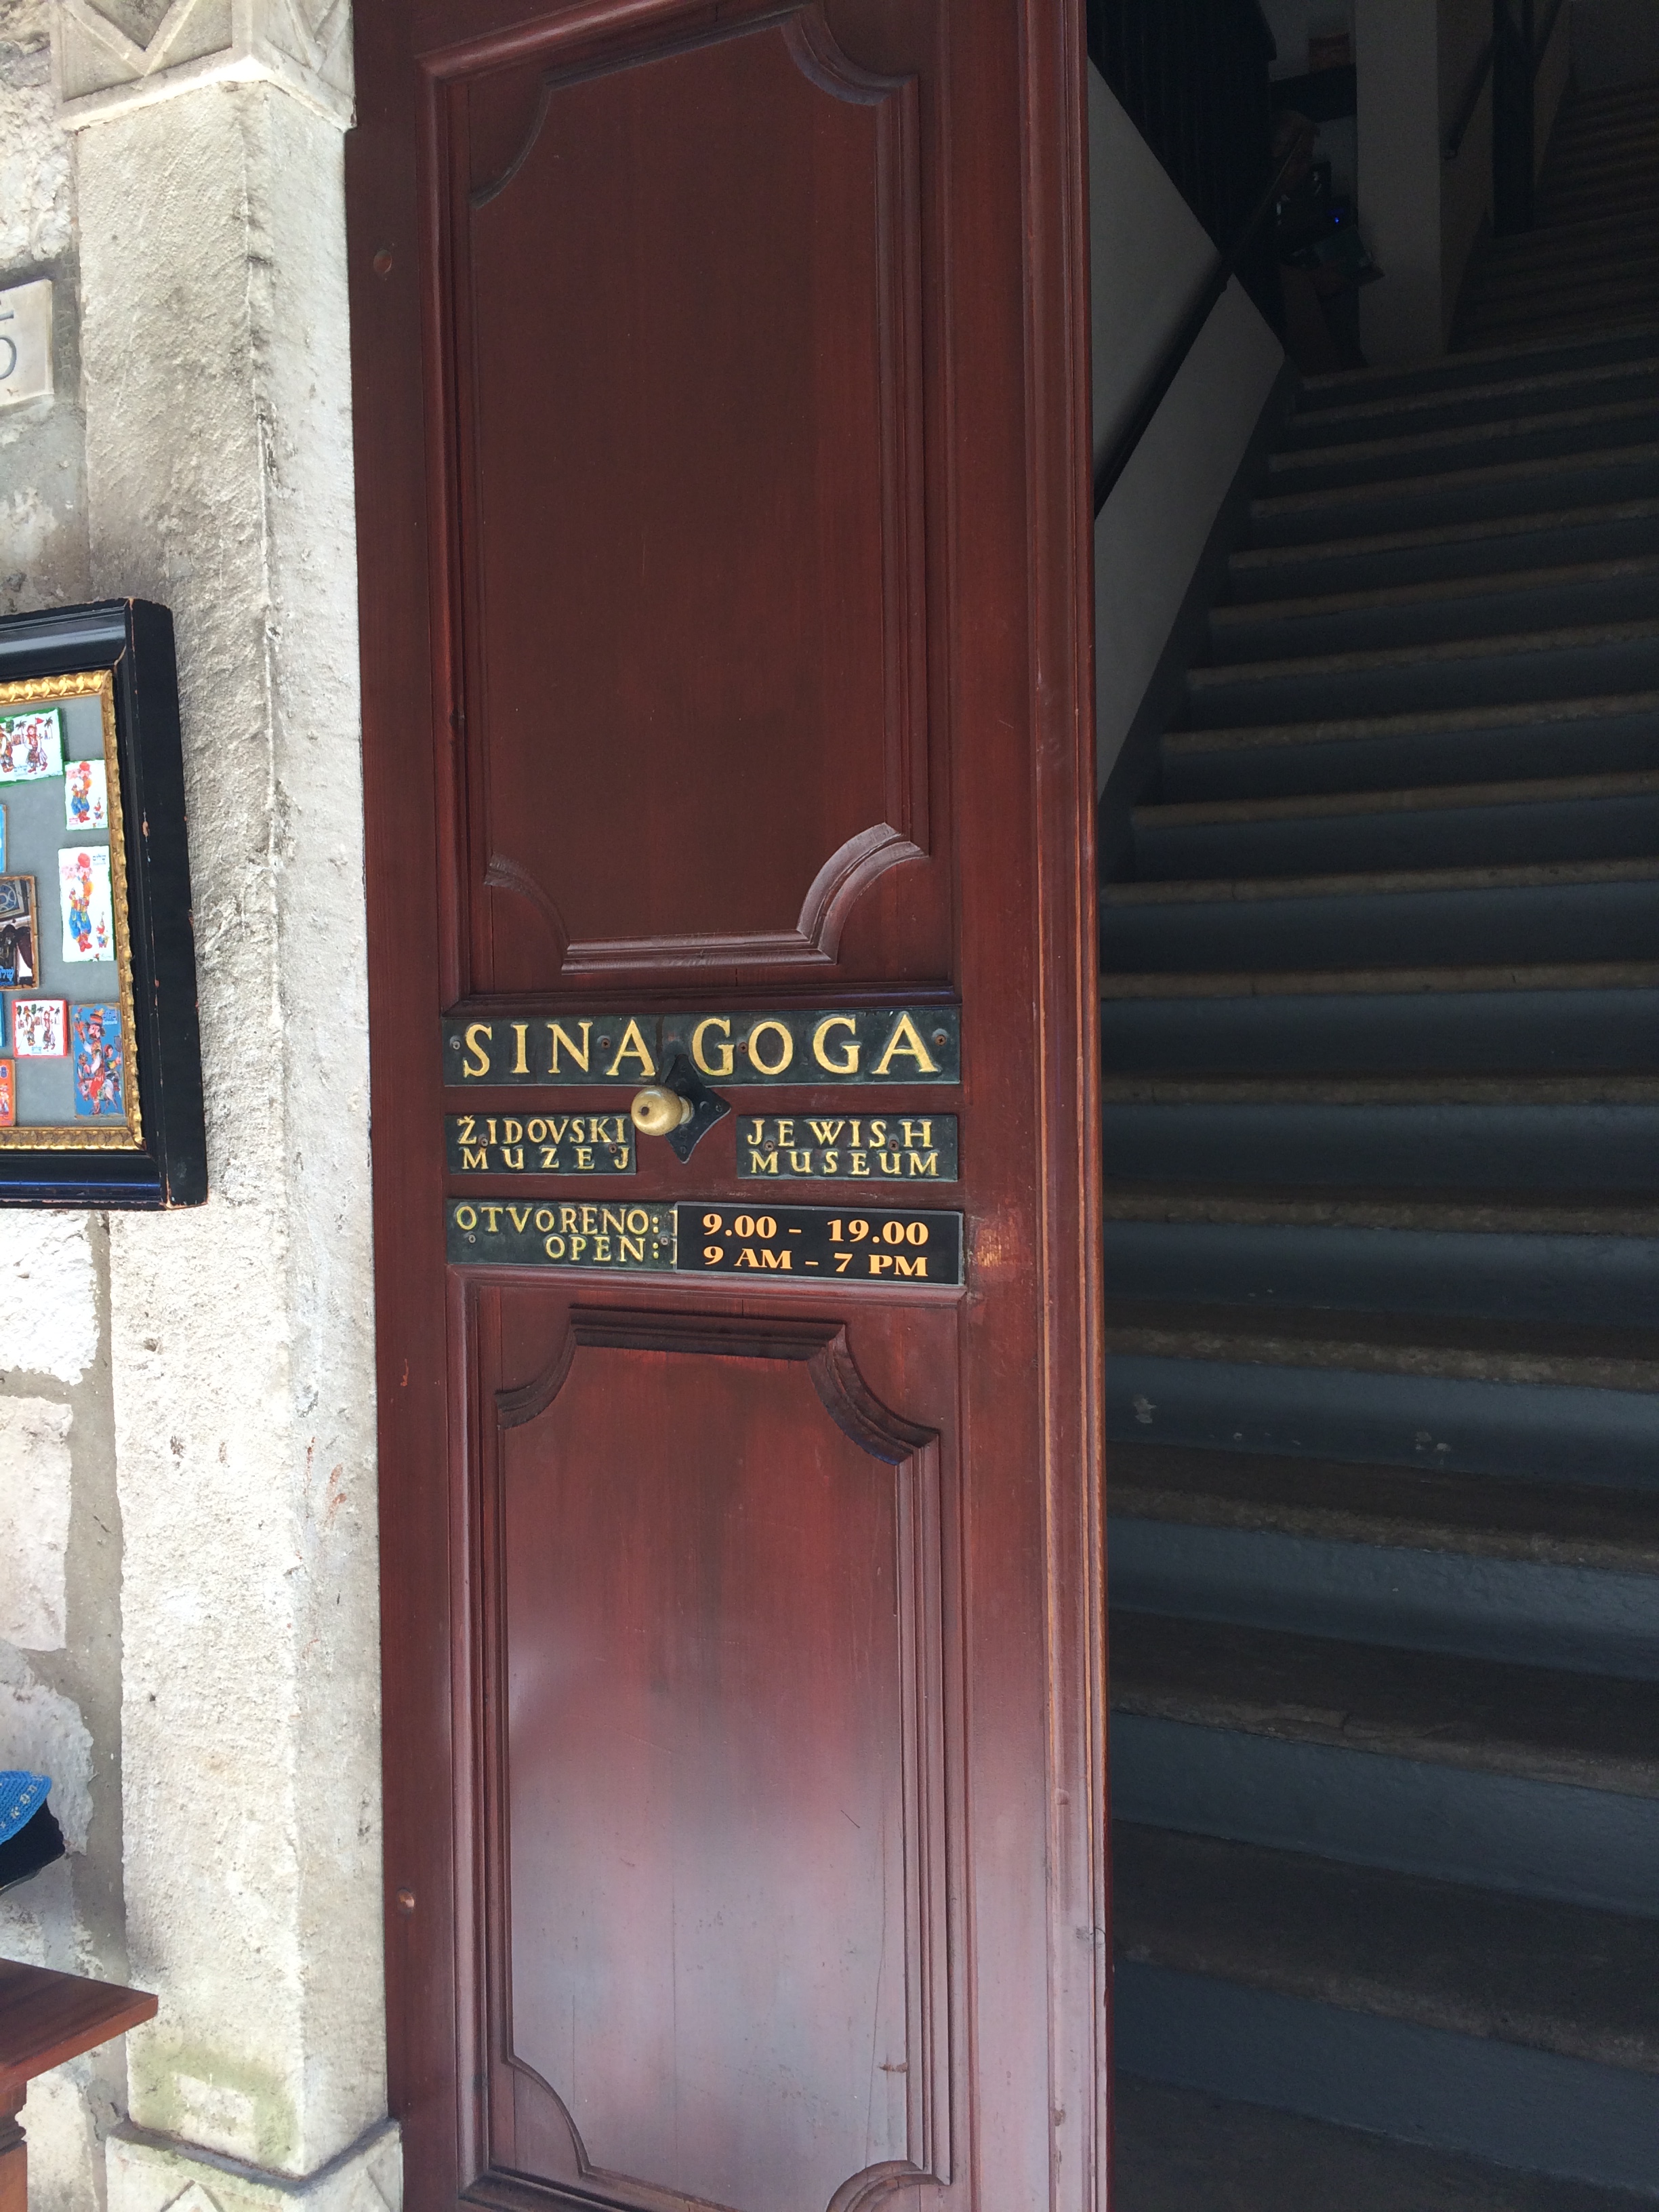 SINAGOGA
ŽIDOVSKI
MUZEJ
JEWISH
MUSEUM
OTVORENO: 9.00 - 19.00
OPEN: 9 AM - 7 PM